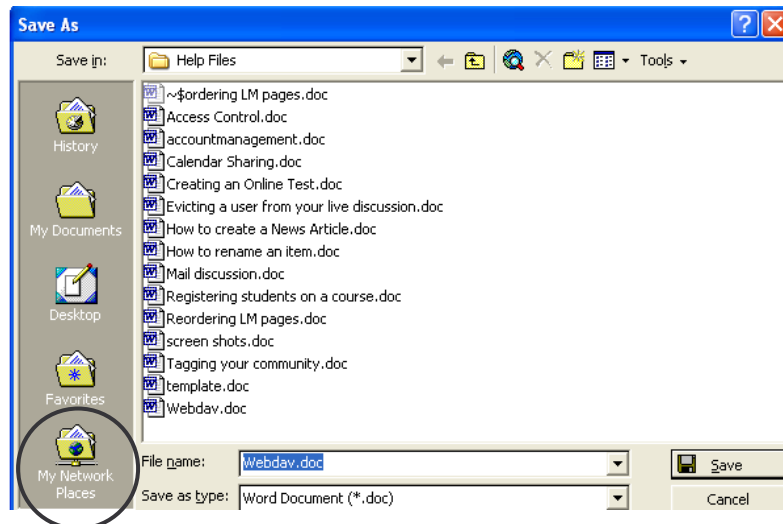 Save As
Save in:
Help Files
Tools
History
My Documents
Desktop
Favorites
My Network
Places
~$ordering LM pages.doc
Access Control.doc
accountmanagement.doc
Calendar Sharing.doc
Creating an Online Test.doc
Evicting a user from your live discussion.doc
How to create a News Article.doc
How to rename an item.doc
Mail discussion.doc
Registering students on a course.doc
Reordering LM pages.doc
screen shots.doc
Tagging your community.doc
template.doc
Webdav.doc
File name:
Webdav.doc
Save
Save as type:
Word Document (*.doc)
Cancel